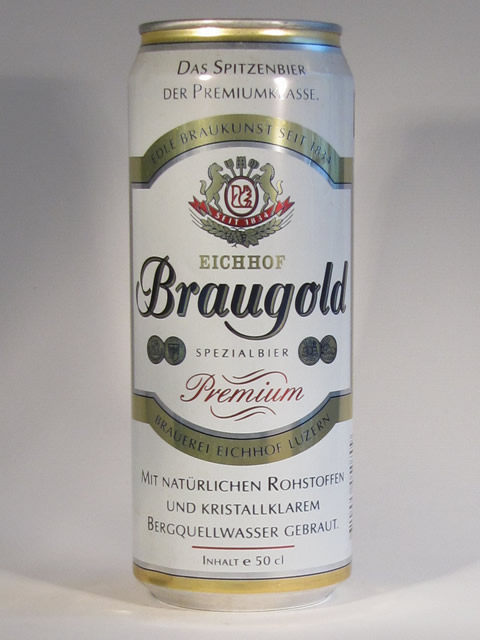 DAS SPITZENBIER
DER PREMIUMKLASSE.
EDLE BRAUKUNST SEIT 1834
SEIT 1834
EICHHOF
Braugold
SPEZIALBIER
Premium
BRAUEREI EICHHOF LUZERN
MIT NATÜRLICHEN ROHSTOFFEN
UND KRISTALLKLAREM
BERGQUELLWASSER GEBRAUT.
INHALT e 50 cl